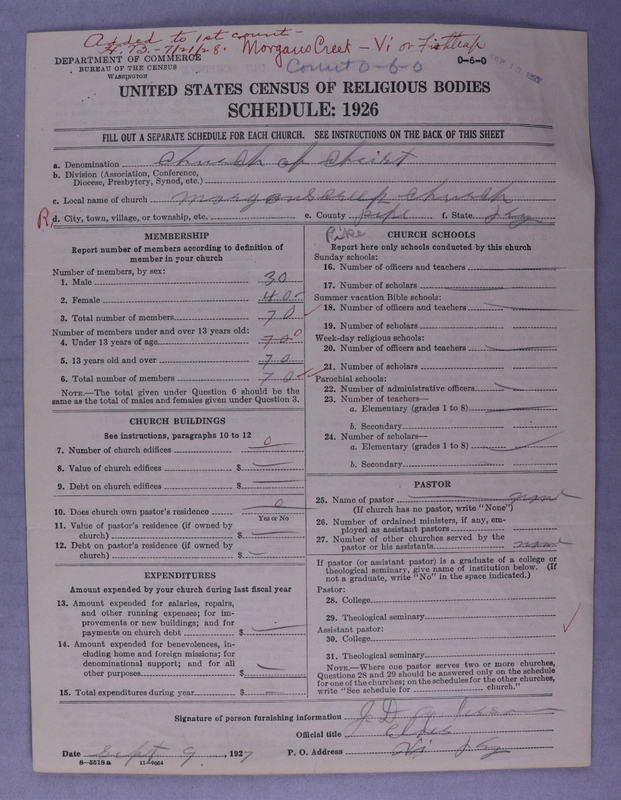 Added to 1st count -
H.T.B. - 7/21/28. Morgans Creek - Vi or Fishtrap
DEPARTMENT OF COMMERCE
BUREAU OF THE CENSUS
WASHINGTON
Count 0-6-0
0-6-0
UNITED STATES CENSUS OF RELIGIOUS BODIES
SCHEDULE: 1926
FILL OUT A SEPARATE SCHEDULE FOR EACH CHURCH. SEE INSTRUCTIONS ON THE BACK OF THIS SHEET
a. Denomination Church of Christ
b. Division (Association, Conference,
Diocese, Presbytery, Synod, etc.)
c. Local name of church Morgans creep church
R d. City, town, village, or township, etc. e. County pipe f. State Ky
Pike
MEMBERSHIP
Report number of members according to definition of
member in your church
Number of members, by sex:
1. Male 30
2. Female 40
3. Total number of members 70
Number of members under and over 13 years old:
4. Under 13 years of age 70 0
5. 13 years old and over 70
6. Total number of members 70
NOTE.—The total given under Question 6 should be
the same as the total of males and females given under Question 3.
CHURCH BUILDINGS
See instructions, paragraphs 10 to 12
7. Number of church edifices 0
8. Value of church edifices $
9. Debt on church edifices $
10. Does church own pastor's residence 0
Yes or No
11. Value of pastor's residence (if owned by
church) $
12. Debt on pastor's residence (if owned by
church) $
EXPENDITURES
Amount expended by your church during last fiscal year
13. Amount expended for salaries, repairs,
and other running expenses; for im-
provements or new buildings; and for
payments on church debt $
14. Amount expended for benevolences, in-
cluding home and foreign missions; for
denominational support; and for all
other purposes $
15. Total expenditures during year $
CHURCH SCHOOLS
Report here only schools conducted by this church
Sunday schools:
16. Number of officers and teachers
17. Number of scholars
Summer vacation Bible schools:
18. Number of officers and teachers
19. Number of scholars
Week-day religious schools:
20. Number of officers and teachers
21. Number of scholars
Parochial schools:
22. Number of administrative officers
23. Number of teachers—
a. Elementary (grades 1 to 8)
b. Secondary
24. Number of scholars—
a. Elementary (grades 1 to 8)
b. Secondary
PASTOR
25. Name of pastor
(If church has no pastor, write "None")
26. Number of ordained ministers, if any, em-
ployed as assistant pastors
27. Number of other churches served by the
pastor or his assistants
If pastor (or assistant pastor) is a graduate of a college or
theological seminary, give name of institution below. (If
not a graduate, write "No" in the space indicated.)
Pastor:
28. College
29. Theological seminary
Assistant pastor:
30. College
31. Theological seminary
NOTE.—Where one pastor serves two or more churches,
Questions 28 and 29 should be answered only on the schedule
for one of the churches; on the schedules for the other churches,
write "See schedule for church."
Signature of person furnishing information J. D.
Official title
Date Sept 9, 1927 P. O. Address Vi Ky
8—5518 a